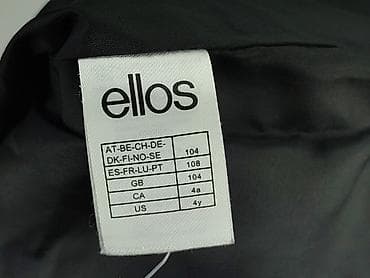 ellos
AT-BE-CH-DE-
DK-FI-NO-SE 104
ES-FR-LU-PT 108
GB 104
CA 4a
US 4y